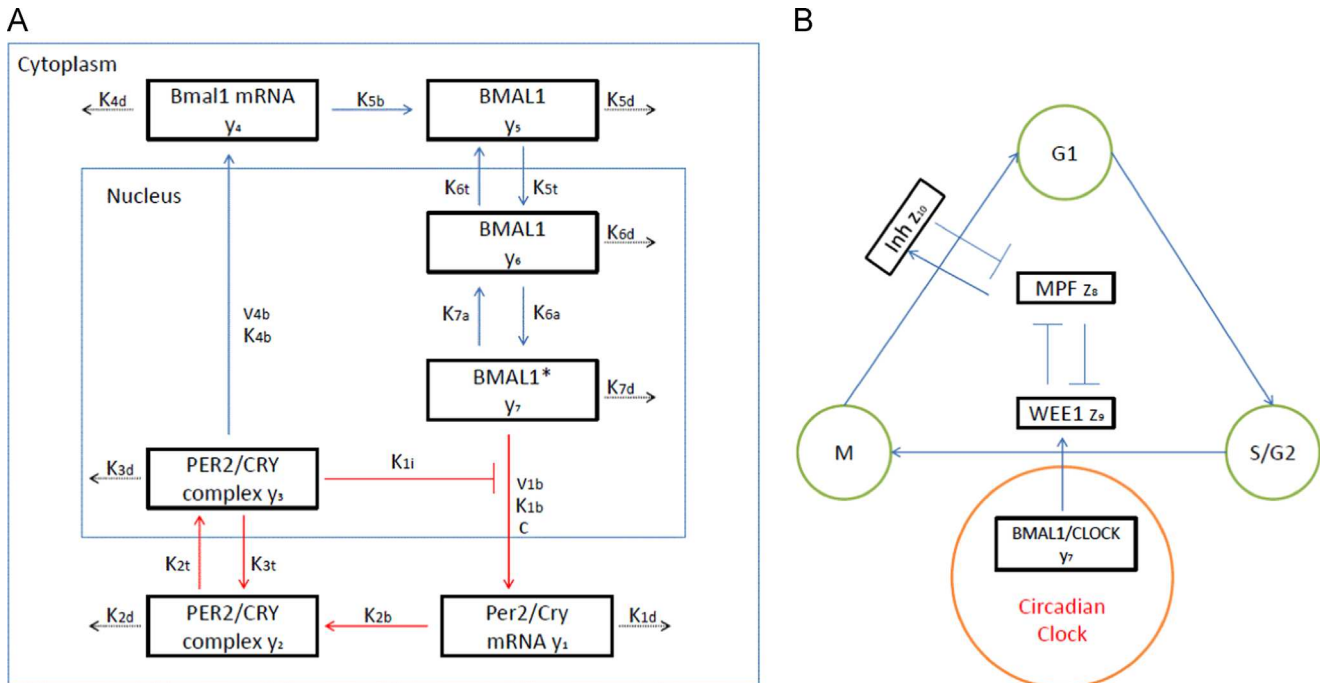 A
Cytoplasm
K4d
Bmal1 mRNA
y₄
K5b
BMAL1
y₅
K5d
Nucleus
K6t
K5t
BMAL1
y₆
K6d
K7a
K6a
v4b
K4b
BMAL1*
y₇
K7d
K3d
PER2/CRY
complex y₃
K1i
v1b
K1b
c
K2t
K3t
K2d
PER2/CRY
complex y₂
K2b
Per2/Cry
mRNA y₁
K1d
B
G1
Inh z₁₀
MPF z₈
WEE1 z₉
M
S/G2
BMAL1/CLOCK
y₇
Circadian
Clock